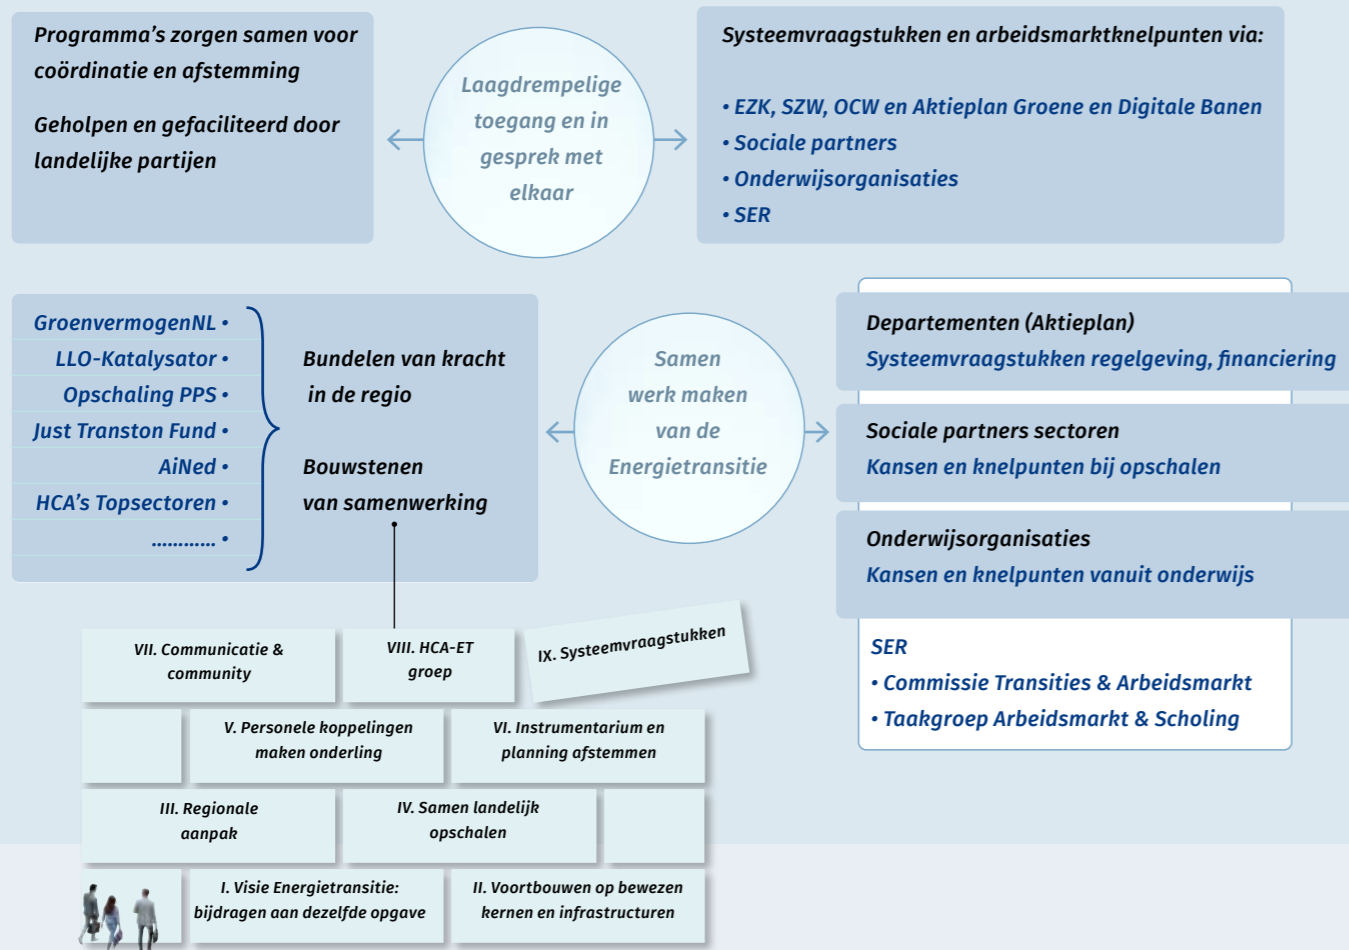 Programma's zorgen samen voor
coördinatie en afstemming
Geholpen en gefaciliteerd door
landelijke partijen
Laagdrempelige
toegang en in
gesprek met
elkaar
Systeemvraagstukken en arbeidsmarktknelpunten via:
• EZK, SZW, OCW en Aktieplan Groene en Digitale Banen
• Sociale partners
• Onderwijsorganisaties
• SER
GroenvermogenNL •
LLO-Katalysator •
Opschaling PPS •
Just Transton Fund •
AiNed •
HCA's Topsectoren •
............ •
Bundelen van kracht
in de regio
Bouwstenen
van samenwerking
Samen
werk maken
van de
Energietransitie
Departementen (Aktieplan)
Systeemvraagstukken regelgeving, financiering
Sociale partners sectoren
Kansen en knelpunten bij opschalen
Onderwijsorganisaties
Kansen en knelpunten vanuit onderwijs
SER
• Commissie Transities & Arbeidsmarkt
• Taakgroep Arbeidsmarkt & Scholing
VII. Communicatie &
community
VIII. HCA-ET
groep
IX. Systeemvraagstukken
V. Personele koppelingen
maken onderling
VI. Instrumentarium en
planning afstemmen
III. Regionale
aanpak
IV. Samen landelijk
opschalen
I. Visie Energietransitie:
bijdragen aan dezelfde opgave
II. Voortbouwen op bewezen
kernen en infrastructuren